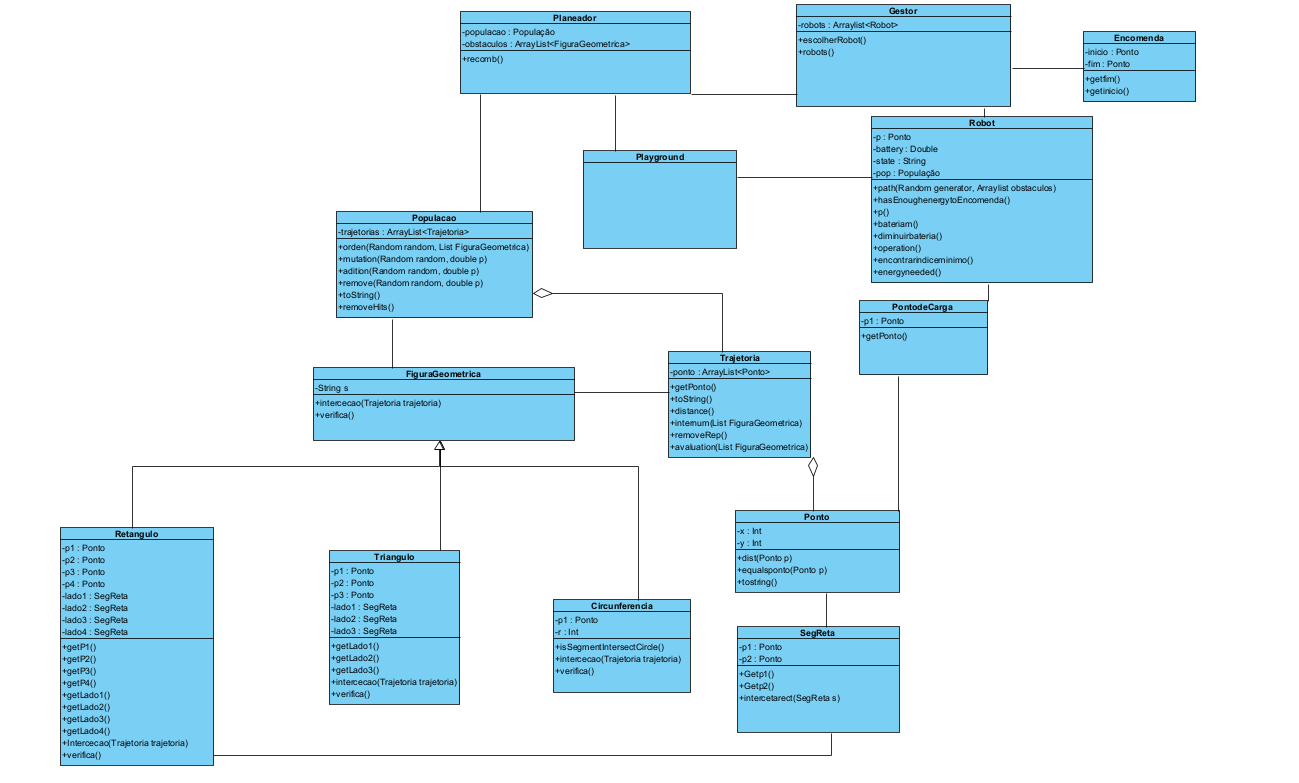 Planeador
-populacao : População
-obstaculos : ArrayList<FiguraGeometrica>
+recomb()
Gestor
-robots : Arraylist<Robot>
+escolherRobot()
+robots()
Encomenda
-inicio : Ponto
-fim : Ponto
+getfim()
+getinicio()
Robot
-p : Ponto
-battery : Double
-state : String
-pop : População
+path(Random generator, Arraylist obstaculos)
+hasEnoughenergytoEncomenda()
+p()
+bateriam()
+diminuirbateria()
+operation()
+encontrarindiceminimo()
+energyneeded()
Playground
Populacao
-trajetorias : ArrayList<Trajetoria>
+orden(Random random, List FiguraGeometrica)
+mutation(Random random, double p)
+adition(Random random, double p)
+remove(Random random, double p)
+toString()
+removeHits()
PontodeCarga
-p1 : Ponto
+getPonto()
Trajetoria
-ponto : ArrayList<Ponto>
+getPonto()
+toString()
+distance()
+internum(List FiguraGeometrica)
+removeRep()
+avaluation(List FiguraGeometrica)
FiguraGeometrica
-String s
+intercecao(Trajetoria trajetoria)
+verifica()
Retangulo
-p1 : Ponto
-p2 : Ponto
-p3 : Ponto
-p4 : Ponto
-lado1 : SegReta
-lado2 : SegReta
-lado3 : SegReta
-lado4 : SegReta
+getP1()
+getP2()
+getP3()
+getP4()
+getLado1()
+getLado2()
+getLado3()
+getLado4()
+Intercecao(Trajetoria trajetoria)
+verifica()
Triangulo
-p1 : Ponto
-p2 : Ponto
-p3 : Ponto
-lado1 : SegReta
-lado2 : SegReta
-lado3 : SegReta
+getLado1()
+getLado2()
+getLado3()
+intercecao(Trajetoria trajetoria)
+verifica()
Circunferencia
-p1 : Ponto
-r : Int
+isSegmentIntersectCircle()
+intercecao(Trajetoria trajetoria)
+verifica()
Ponto
-x : Int
-y : Int
+dist(Ponto p)
+equalsponto(Ponto p)
+tostring()
SegReta
-p1 : Ponto
-p2 : Ponto
+Getp1()
+Getp2()
+intercetarect(SegReta s)